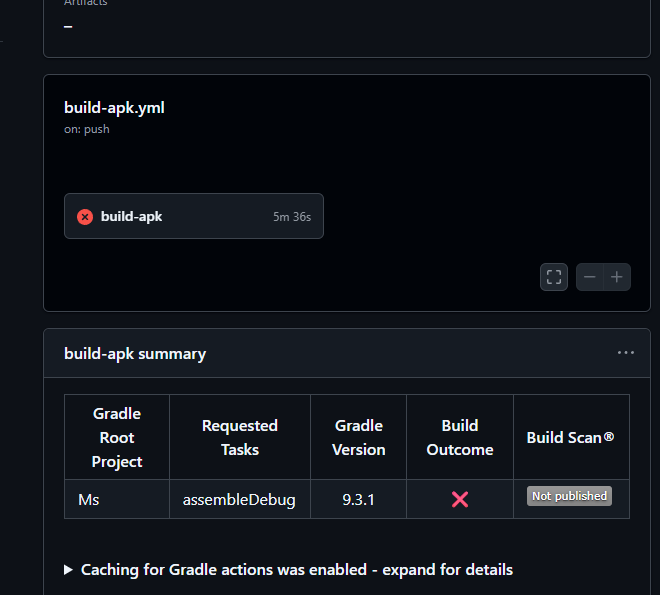 Artifacts
–
build-apk.yml
on: push
build-apk 5m 36s
build-apk summary
Gradle Root Project Requested Tasks Gradle Version Build Outcome Build Scan®
Ms assembleDebug 9.3.1 ❌ Not published
Caching for Gradle actions was enabled - expand for details